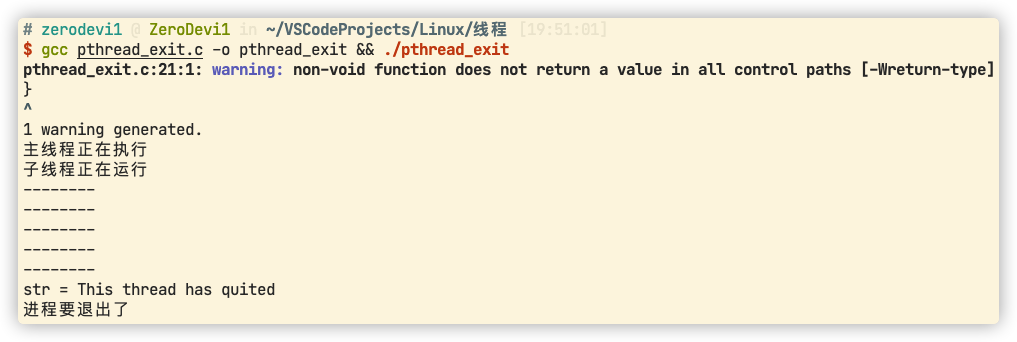 # zerodevi1 @ ZeroDevi1 in ~/VSCodeProjects/Linux/线程 [19:51:01]
$ gcc pthread_exit.c -o pthread_exit && ./pthread_exit
pthread_exit.c:21:1: warning: non-void function does not return a value in all control paths [-Wreturn-type]
}
^
1 warning generated.
主线程正在执行
子线程正在运行
--------
--------
--------
--------
--------
str = This thread has quited
进程要退出了